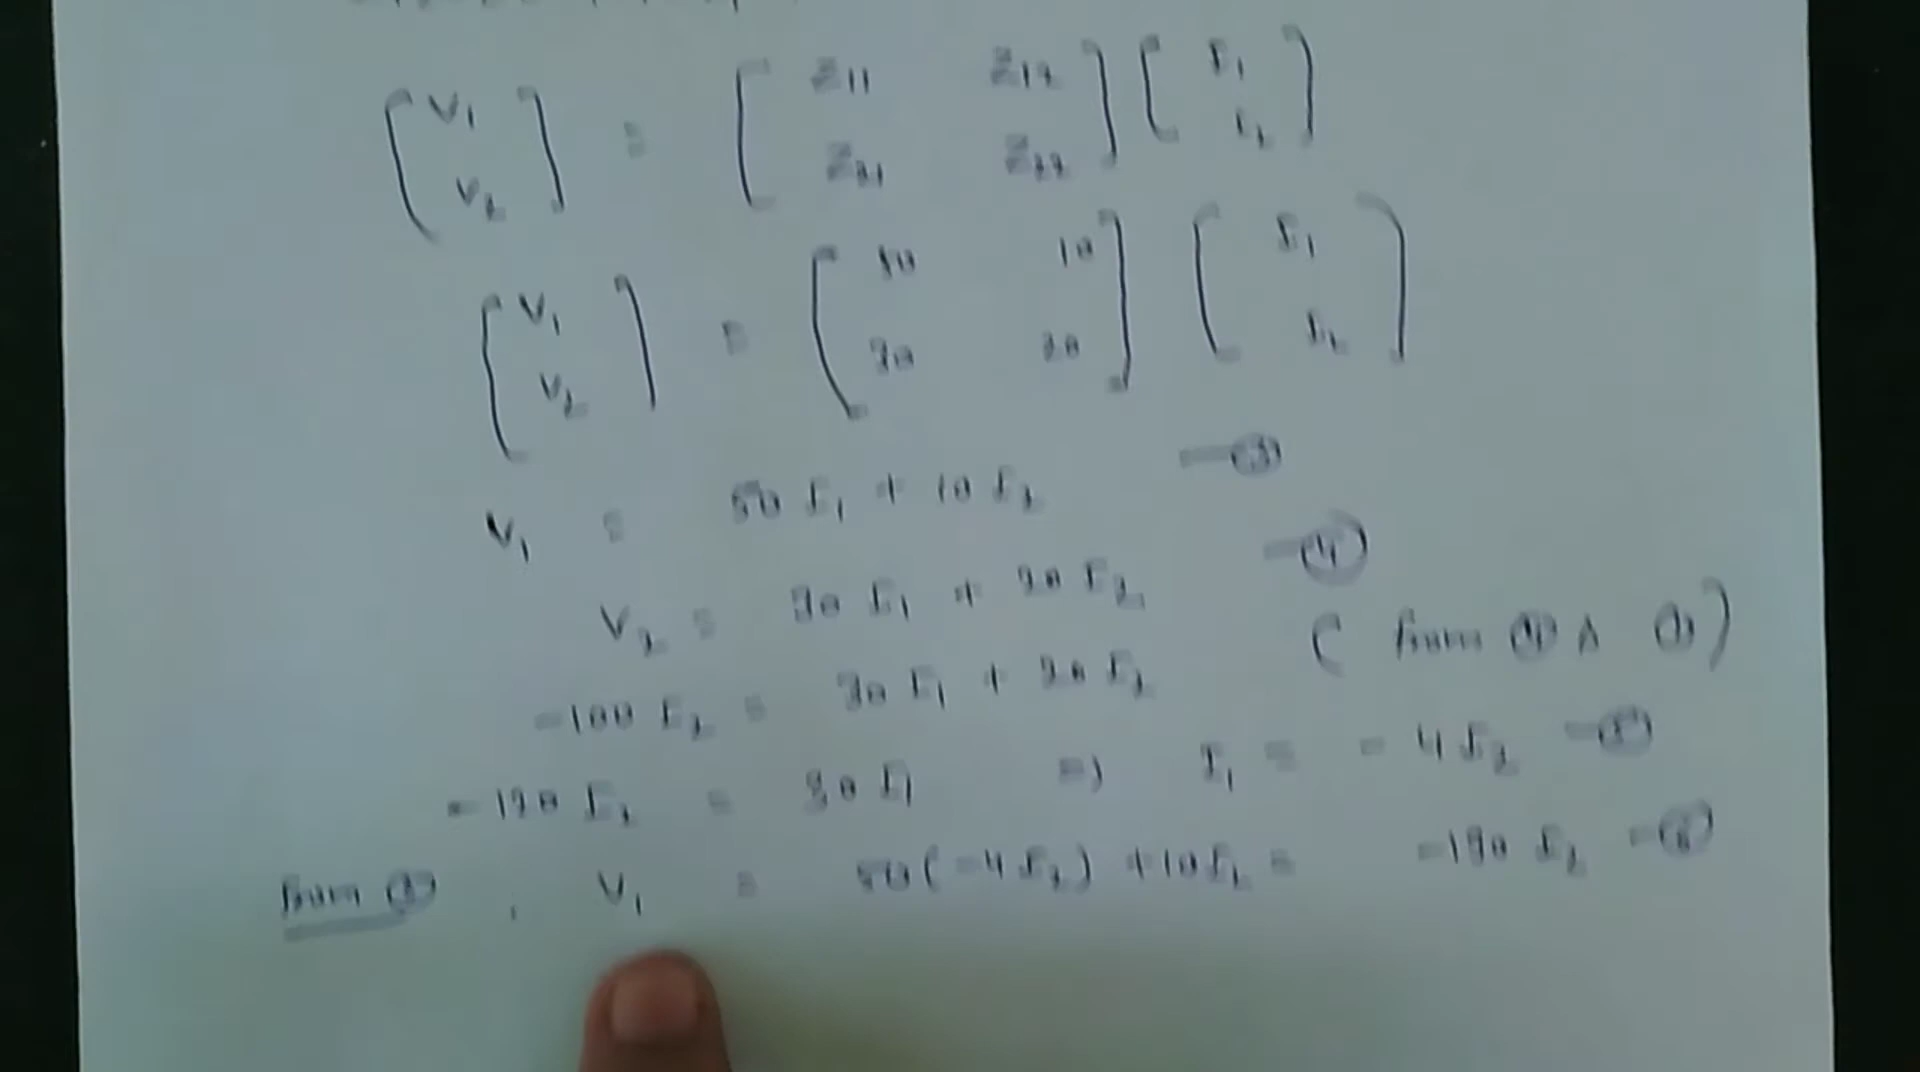 [ V₁ V₂ ] = [ Z₁₁ Z₁₂ Z₂₁ Z₂₂ ] [ I₁ I₂ ]
[ V₁ V₂ ] = [ 50 10 30 20 ] [ I₁ I₂ ]
V₁ = 50 I₁ + 10 I₂ —③
V₂ = 30 I₁ + 20 I₂ —④
-100 I₂ = 30 I₁ + 20 I₂ ( from
-120 I₂ = 30 I₁ => I₁ = -4 I₂ —⑤
from ③, V₁ = 50(-4 I₂) + 10 I₂ = -190 I₂ —⑥